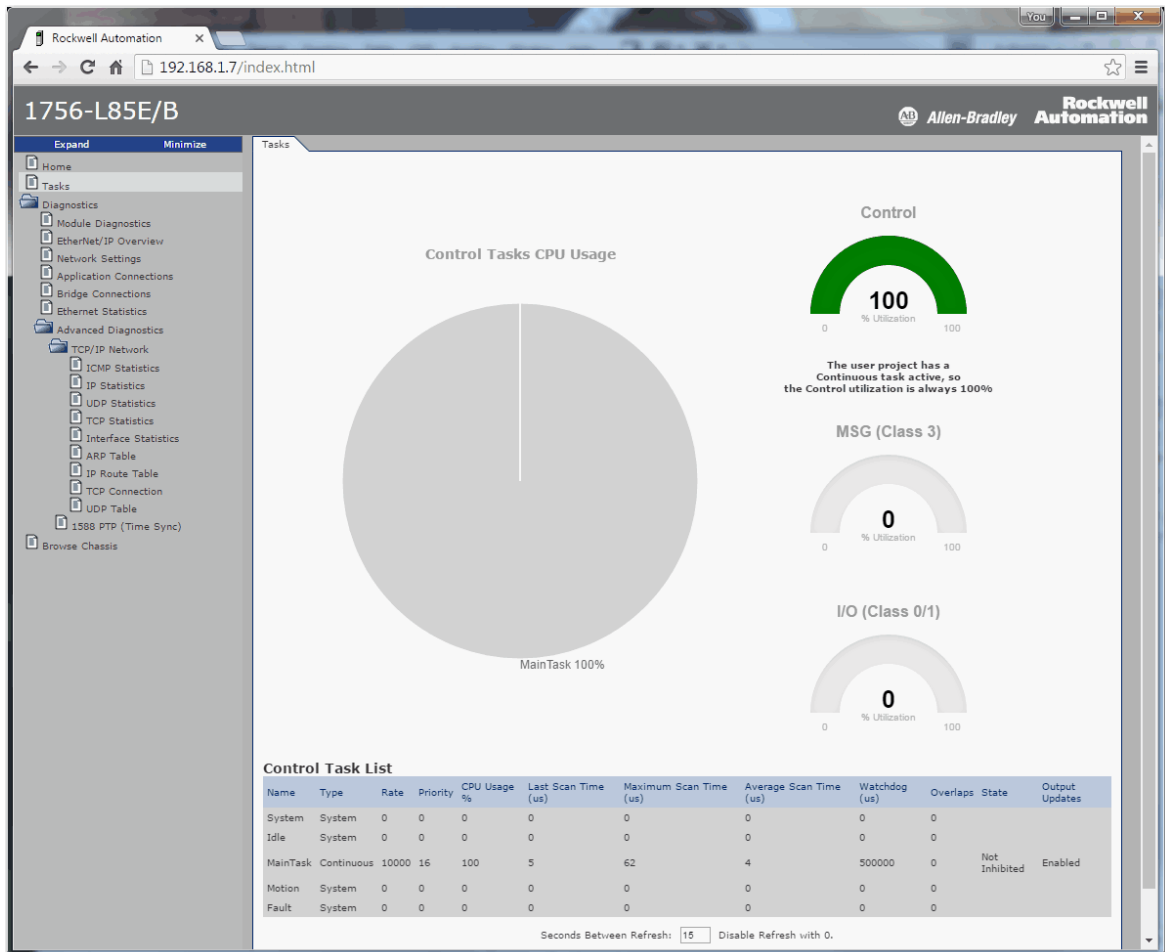 You
Rockwell Automation
192.168.1.7/index.html
1756-L85E/B
AB Allen-Bradley Rockwell Automation
Expand Minimize
Home
Tasks
Diagnostics
Module Diagnostics
EtherNet/IP Overview
Network Settings
Application Connections
Bridge Connections
Ethernet Statistics
Advanced Diagnostics
TCP/IP Network
ICMP Statistics
IP Statistics
UDP Statistics
TCP Statistics
Interface Statistics
ARP Table
IP Route Table
TCP Connection
UDP Table
1588 PTP (Time Sync)
Browse Chassis
Tasks
Control Tasks CPU Usage
MainTask 100%
Control
100
% Utilization
0 100
The user project has a
Continuous task active, so
the Control utilization is always 100%
MSG (Class 3)
0
% Utilization
0 100
I/O (Class 0/1)
0
% Utilization
0 100
Control Task List
Name Type Rate Priority CPU Usage % Last Scan Time (us) Maximum Scan Time (us) Average Scan Time (us) Watchdog (us) Overlaps State Output Updates
System System 0 0 0 0 0 0 0 0
Idle System 0 0 0 0 0 0 0 0
MainTask Continuous 10000 16 100 5 62 4 500000 0 Not Inhibited Enabled
Motion System 0 0 0 0 0 0 0 0
Fault System 0 0 0 0 0 0 0 0
Seconds Between Refresh: 15 Disable Refresh with 0.